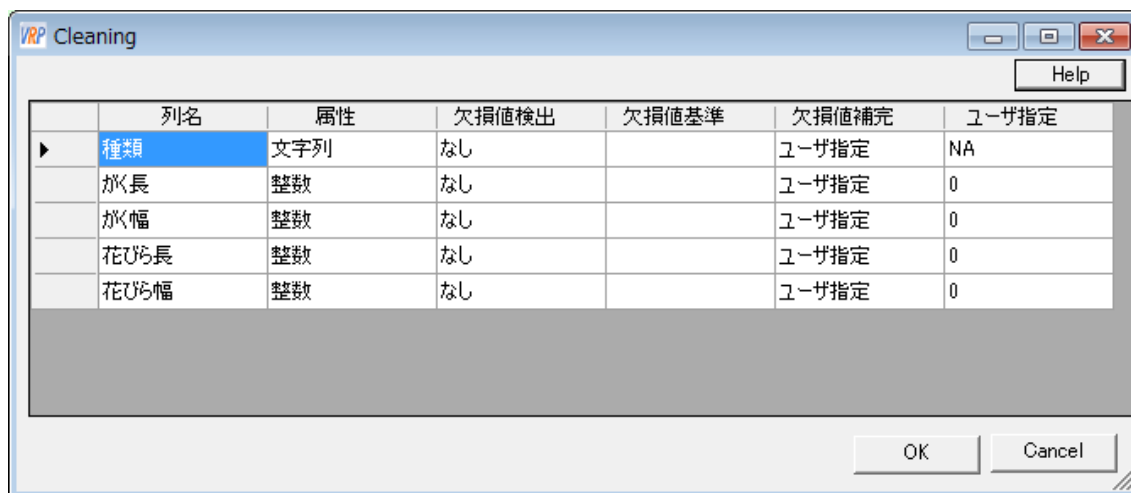 VRP Cleaning
Help
列名 属性 欠損値検出 欠損値基準 欠損値補完 ユーザ指定
種類 文字列 なし ユーザ指定 NA
がく長 整数 なし ユーザ指定 0
がく幅 整数 なし ユーザ指定 0
花びら長 整数 なし ユーザ指定 0
花びら幅 整数 なし ユーザ指定 0
OK Cancel